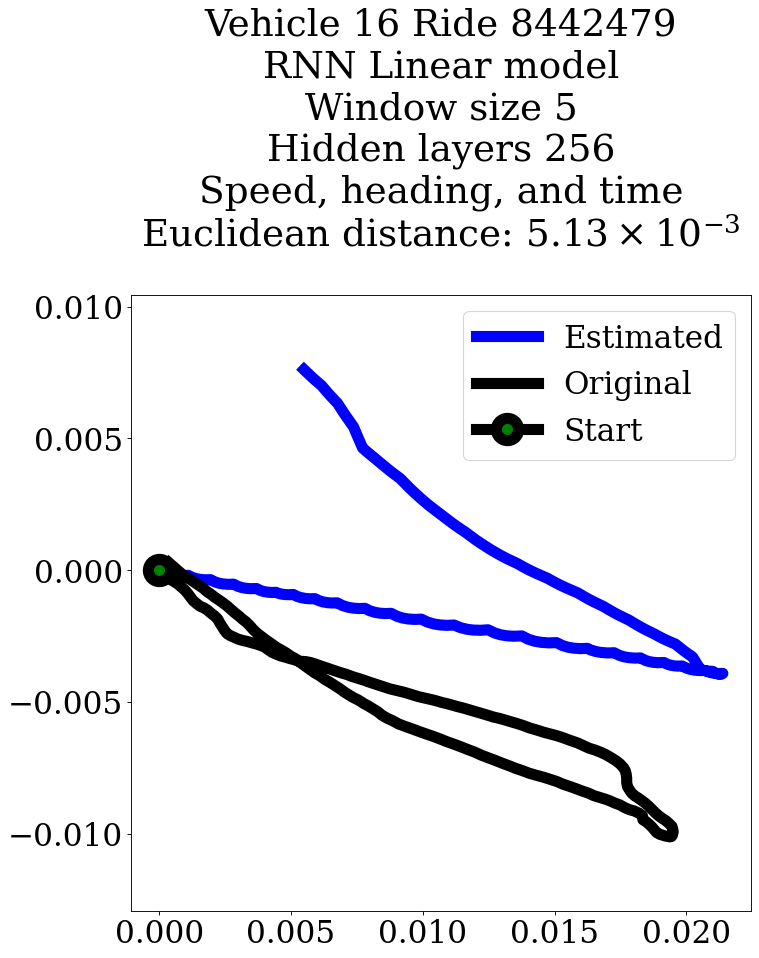 Vehicle 16 Ride 8442479
RNN Linear model
Window size 5
Hidden layers 256
Speed, heading, and time
Euclidean distance: 5.13 × 10⁻³
0.010
0.005
0.000
−0.005
−0.010
Estimated
Original
Start
0.000 0.005 0.010 0.015 0.020